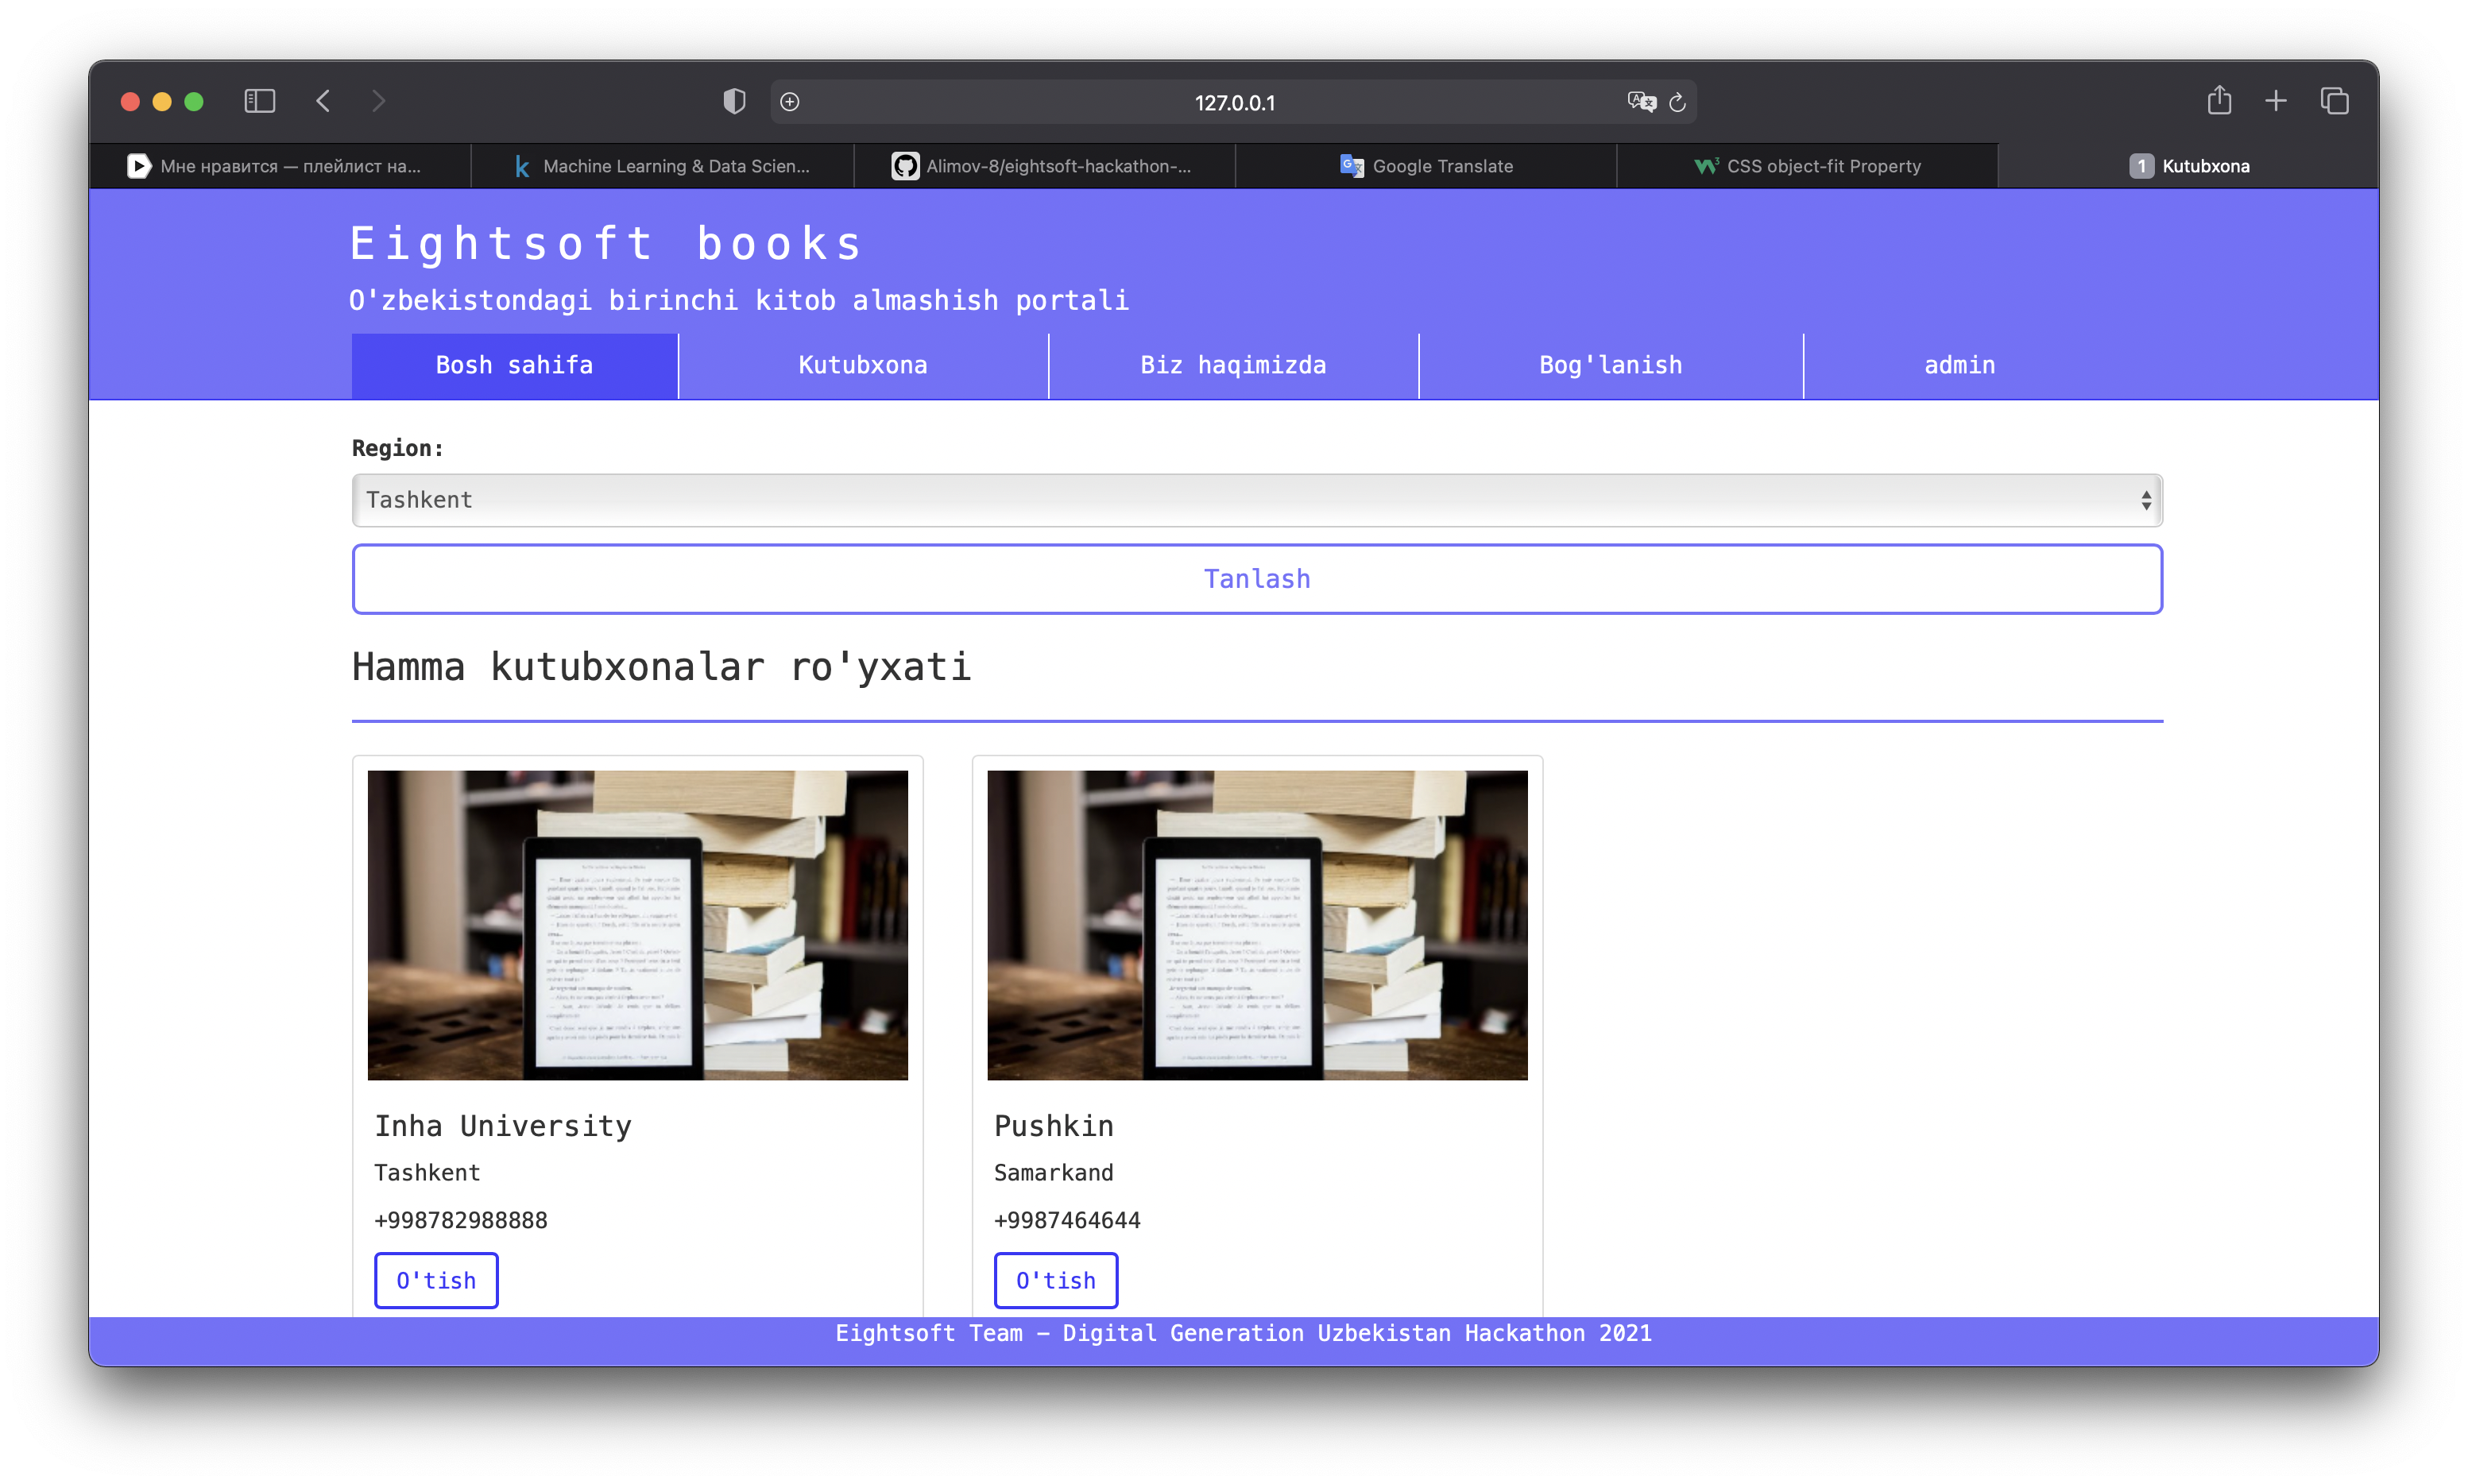 127.0.0.1
Мне нравится — плейлист на...
Machine Learning & Data Scien...
Alimov-8/eightsoft-hackathon-...
Google Translate
CSS object-fit Property
1 Kutubxona
Eightsoft books
O'zbekistondagi birinchi kitob almashish portali
Bosh sahifa
Kutubxona
Biz haqimizda
Bog'lanish
admin
Region:
Tashkent
Tanlash
Hamma kutubxonalar ro'yxati
Inha University
Tashkent
+998782988888
O'tish
Pushkin
Samarkand
+9987464644
O'tish
Eightsoft Team – Digital Generation Uzbekistan Hackathon 2021